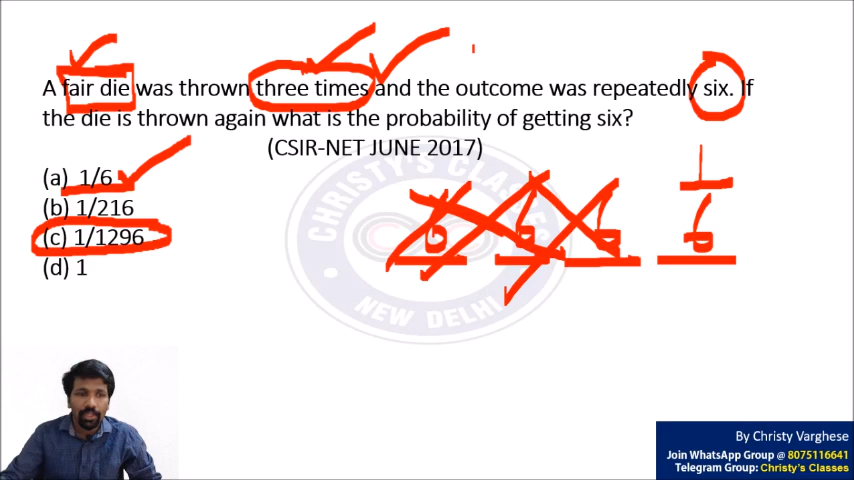 A fair die was thrown three times and the outcome was repeatedly six. If
the die is thrown again what is the probability of getting six?
(CSIR-NET JUNE 2017)
(a) 1/6
(b) 1/216
(c) 1/1296
(d) 1
6 6 6
1
6
CHRISTY'S CLASSES
NEW DELHI
By Christy Varghese
Join WhatsApp Group @ 8075116641
Telegram Group: Christy's Classes